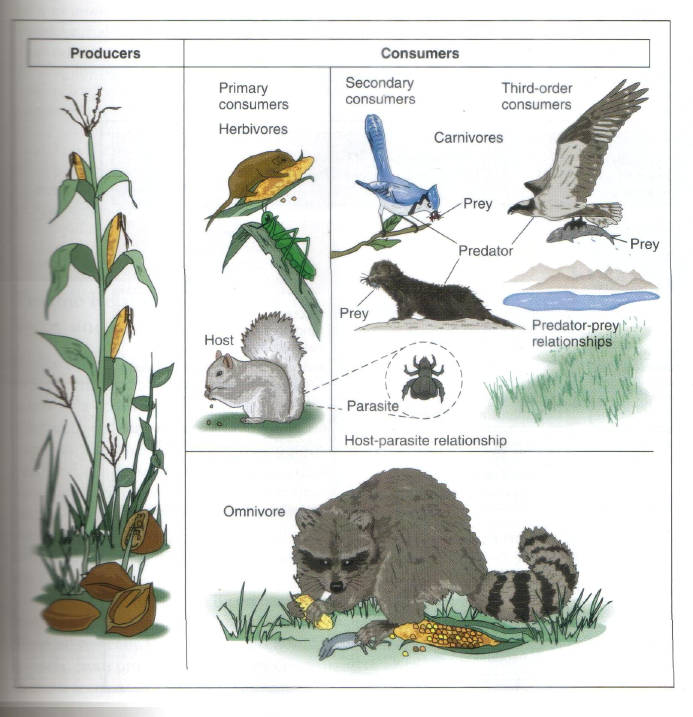 Producers
Consumers
Primary
consumers
Herbivores
Secondary
consumers
Third-order
consumers
Carnivores
Prey
Predator
Prey
Prey
Predator-prey
relationships
Host
Parasite
Host-parasite relationship
Omnivore